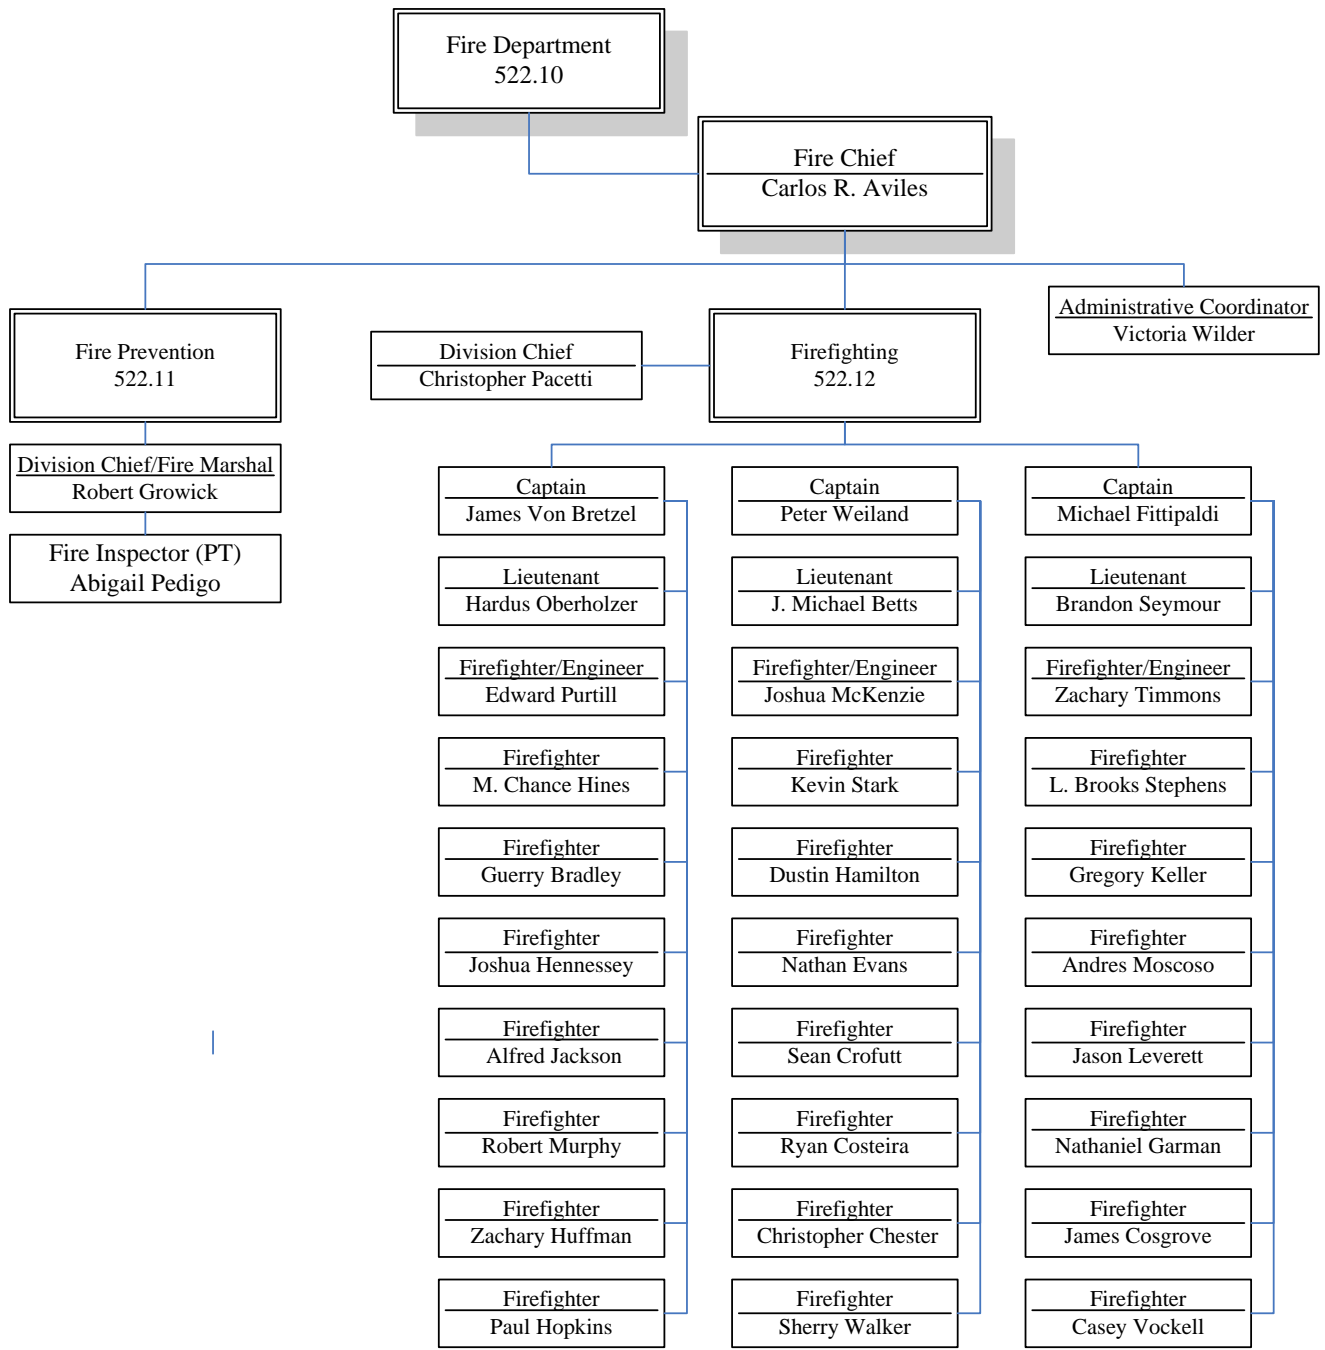 Fire Department
522.10
Fire Chief
Carlos R. Aviles
Fire Prevention
522.11
Division Chief/Fire Marshal
Robert Growick
Fire Inspector (PT)
Abigail Pedigo
Division Chief
Christopher Pacetti
Firefighting
522.12
Administrative Coordinator
Victoria Wilder
Captain
James Von Bretzel
Lieutenant
Hardus Oberholzer
Firefighter/Engineer
Edward Purtill
Firefighter
M. Chance Hines
Firefighter
Guerry Bradley
Firefighter
Joshua Hennessey
Firefighter
Alfred Jackson
Firefighter
Robert Murphy
Firefighter
Zachary Huffman
Firefighter
Paul Hopkins
Captain
Peter Weiland
Lieutenant
J. Michael Betts
Firefighter/Engineer
Joshua McKenzie
Firefighter
Kevin Stark
Firefighter
Dustin Hamilton
Firefighter
Nathan Evans
Firefighter
Sean Crofutt
Firefighter
Ryan Costeira
Firefighter
Christopher Chester
Firefighter
Sherry Walker
Captain
Michael Fittipaldi
Lieutenant
Brandon Seymour
Firefighter/Engineer
Zachary Timmons
Firefighter
L. Brooks Stephens
Firefighter
Gregory Keller
Firefighter
Andres Moscoso
Firefighter
Jason Leverett
Firefighter
Nathaniel Garman
Firefighter
James Cosgrove
Firefighter
Casey Vockell